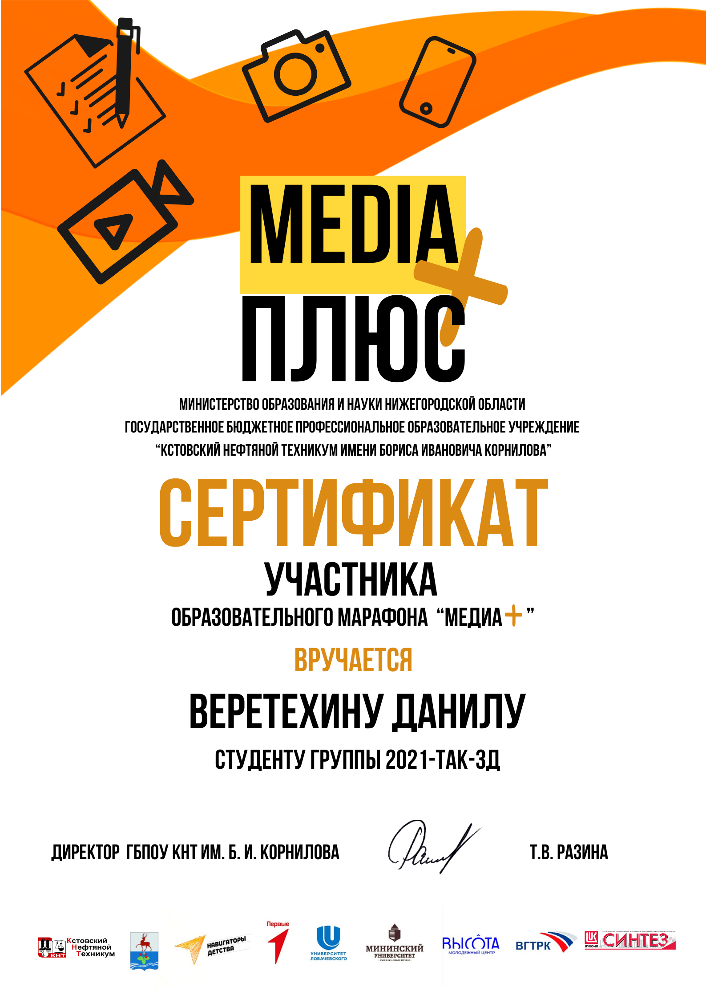 MEDIA
ПЛЮС
МИНИСТЕРСТВО ОБРАЗОВАНИЯ И НАУКИ НИЖЕГОРОДСКОЙ ОБЛАСТИ
ГОСУДАРСТВЕННОЕ БЮДЖЕТНОЕ ПРОФЕССИОНАЛЬНОЕ ОБРАЗОВАТЕЛЬНОЕ УЧРЕЖДЕНИЕ
“КСТОВСКИЙ НЕФТЯНОЙ ТЕХНИКУМ ИМЕНИ БОРИСА ИВАНОВИЧА КОРНИЛОВА”
СЕРТИФИКАТ
УЧАСТНИКА
ОБРАЗОВАТЕЛЬНОГО МАРАФОНА “МЕДИА+”
ВРУЧАЕТСЯ
ВЕРЕТЕХИНУ ДАНИЛУ
СТУДЕНТУ ГРУППЫ 2021-ТАК-3Д
ДИРЕКТОР ГБПОУ КНТ ИМ. Б. И. КОРНИЛОВА Т.В. РАЗИНА
КНТ
Кстовский
Нефтяной
Техникум
НАВИГАТОРЫ
ДЕТСТВА
Первые
УНИВЕРСИТЕТ
ЛОБАЧЕВСКОГО
МИНИНСКИЙ
УНИВЕРСИТЕТ
ВЫСОТА
МОЛОДЕЖНЫЙ ЦЕНТР
ВГТРК
ЛУКОЙЛ
СИНТЕЗ